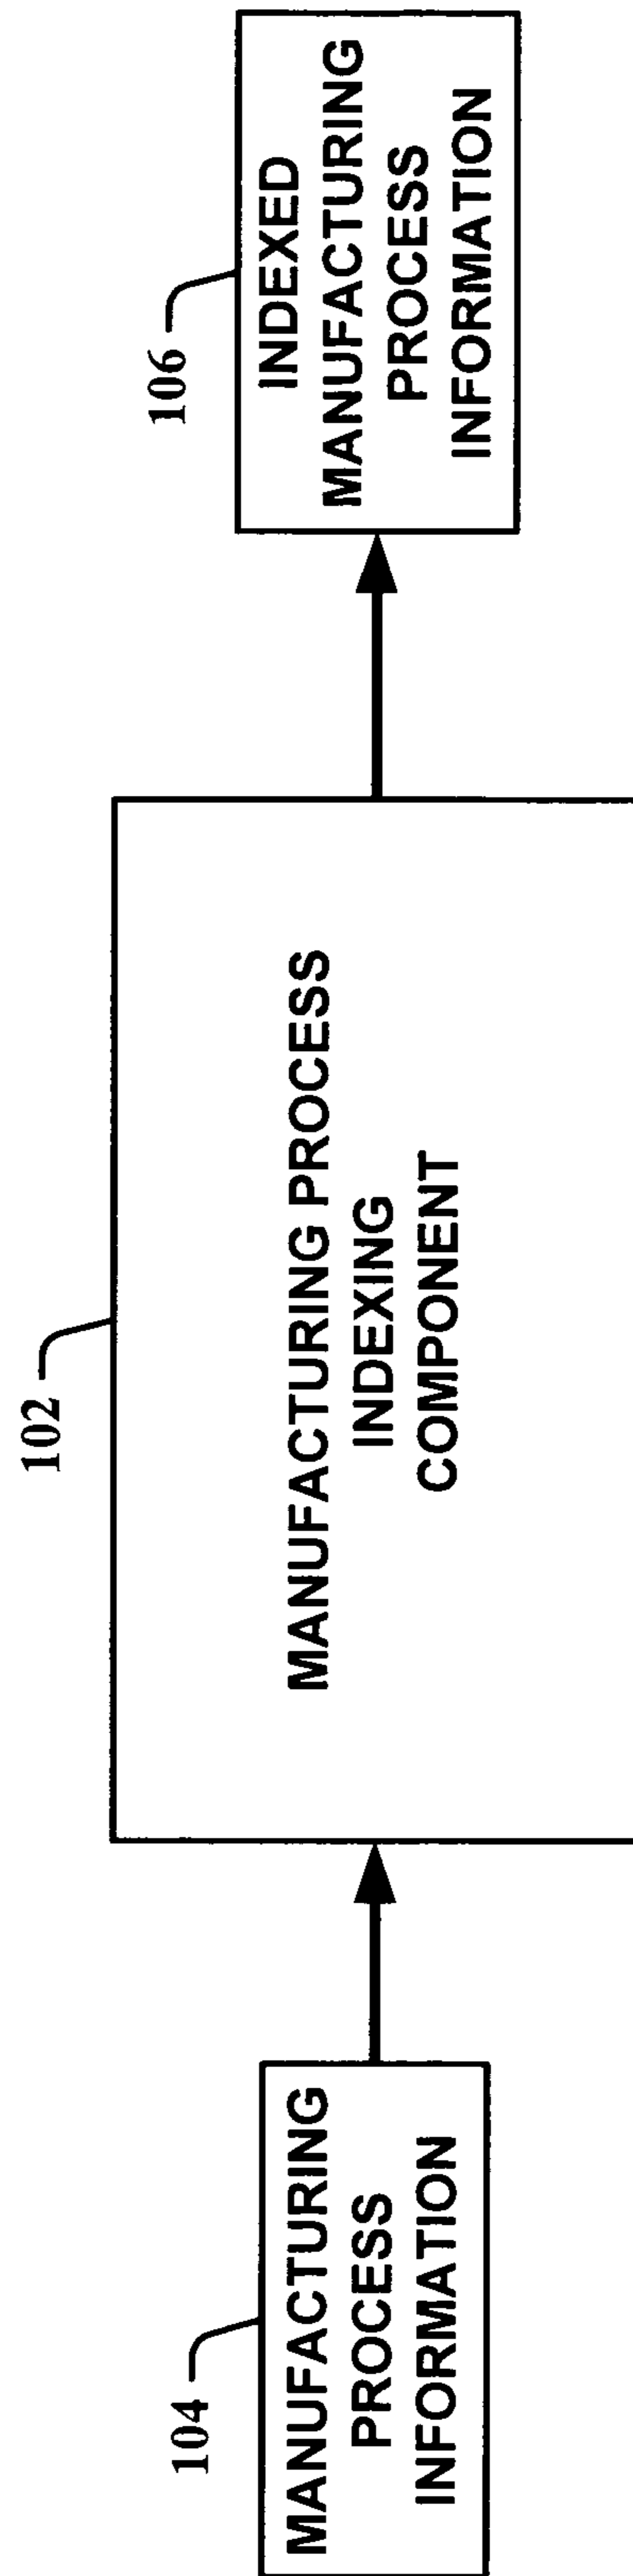 104
MANUFACTURING
PROCESS
INFORMATION
102
MANUFACTURING PROCESS
INDEXING
COMPONENT
106
INDEXED
MANUFACTURING
PROCESS
INFORMATION